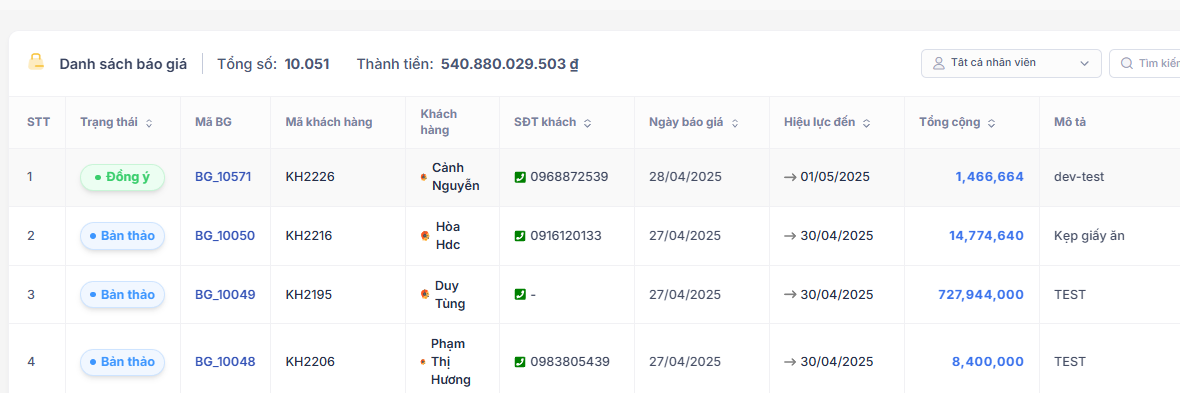 Danh sách báo giá Tổng số: 10.051 Thành tiền: 540.880.029.503 ₫ Tất cả nhân viên Tìm kiến
STT Trạng thái Mã BG Mã khách hàng Khách hàng SĐT khách Ngày báo giá Hiệu lực đến Tổng cộng Mô tả
1 Đồng ý BG_10571 KH2226 Cảnh Nguyễn 0968872539 28/04/2025 → 01/05/2025 1,466,664 dev-test
2 Bản thảo BG_10050 KH2216 Hòa Hdc 0916120133 27/04/2025 → 30/04/2025 14,774,640 Kẹp giấy ăn
3 Bản thảo BG_10049 KH2195 Duy Tùng - 27/04/2025 → 30/04/2025 727,944,000 TEST
4 Bản thảo BG_10048 KH2206 Phạm Thị Hương 0983805439 27/04/2025 → 30/04/2025 8,400,000 TEST